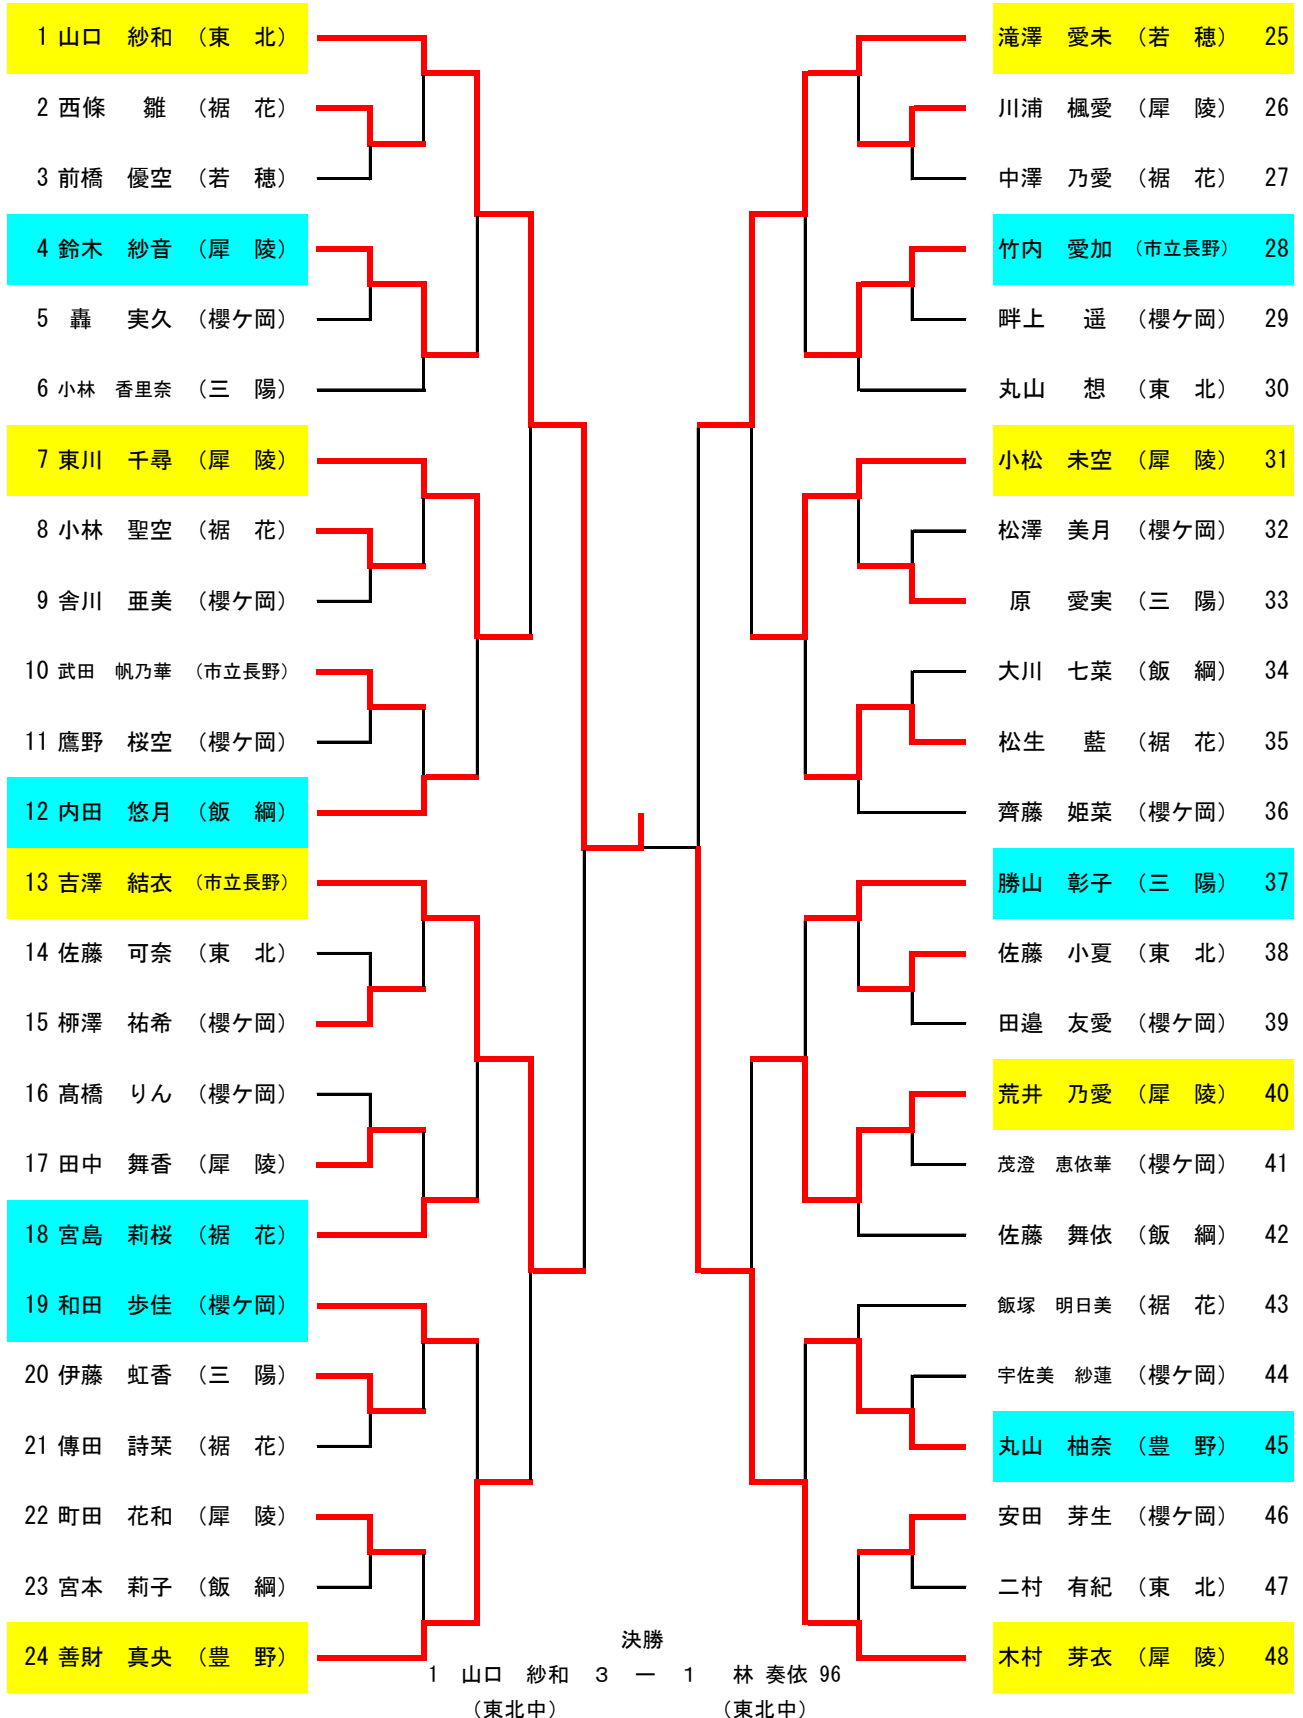 1 山口 紗和 （東 北）
2 西條 雛 （裾 花）
3 前橋 優空 （若 穂）
4 鈴木 紗音 （犀 陵）
5 轟 実久 （櫻ケ岡）
6 小林 香里奈 （三 陽）
7 東川 千尋 （犀 陵）
8 小林 聖空 （裾 花）
9 舎川 亜美 （櫻ケ岡）
10 武田 帆乃華 （市立長野）
11 鷹野 桜空 （櫻ケ岡）
12 内田 悠月 （飯 綱）
13 吉澤 結衣 （市立長野）
14 佐藤 可奈 （東 北）
15 栁澤 祐希 （櫻ケ岡）
16 髙橋 りん （櫻ケ岡）
17 田中 舞香 （犀 陵）
18 宮島 莉桜 （裾 花）
19 和田 歩佳 （櫻ケ岡）
20 伊藤 虹香 （三 陽）
21 傳田 詩栞 （裾 花）
22 町田 花和 （犀 陵）
23 宮本 莉子 （飯 綱）
24 善財 真央 （豊 野）
滝澤 愛未 （若 穂） 25
川浦 楓愛 （犀 陵） 26
中澤 乃愛 （裾 花） 27
竹内 愛加 （市立長野） 28
畔上 遥 （櫻ケ岡） 29
丸山 想 （東 北） 30
小松 未空 （犀 陵） 31
松澤 美月 （櫻ケ岡） 32
原 愛実 （三 陽） 33
大川 七菜 （飯 綱） 34
松生 藍 （裾 花） 35
齊藤 姫菜 （櫻ケ岡） 36
勝山 彰子 （三 陽） 37
佐藤 小夏 （東 北） 38
田邉 友愛 （櫻ケ岡） 39
荒井 乃愛 （犀 陵） 40
茂澄 恵依華 （櫻ケ岡） 41
佐藤 舞依 （飯 綱） 42
飯塚 明日美 （裾 花） 43
宇佐美 紗蓮 （櫻ケ岡） 44
丸山 柚奈 （豊 野） 45
安田 芽生 （櫻ケ岡） 46
二村 有紀 （東 北） 47
木村 芽衣 （犀 陵） 48
決勝
1 山口 紗和 3 ー 1 林 奏依 96
（東北中） （東北中）